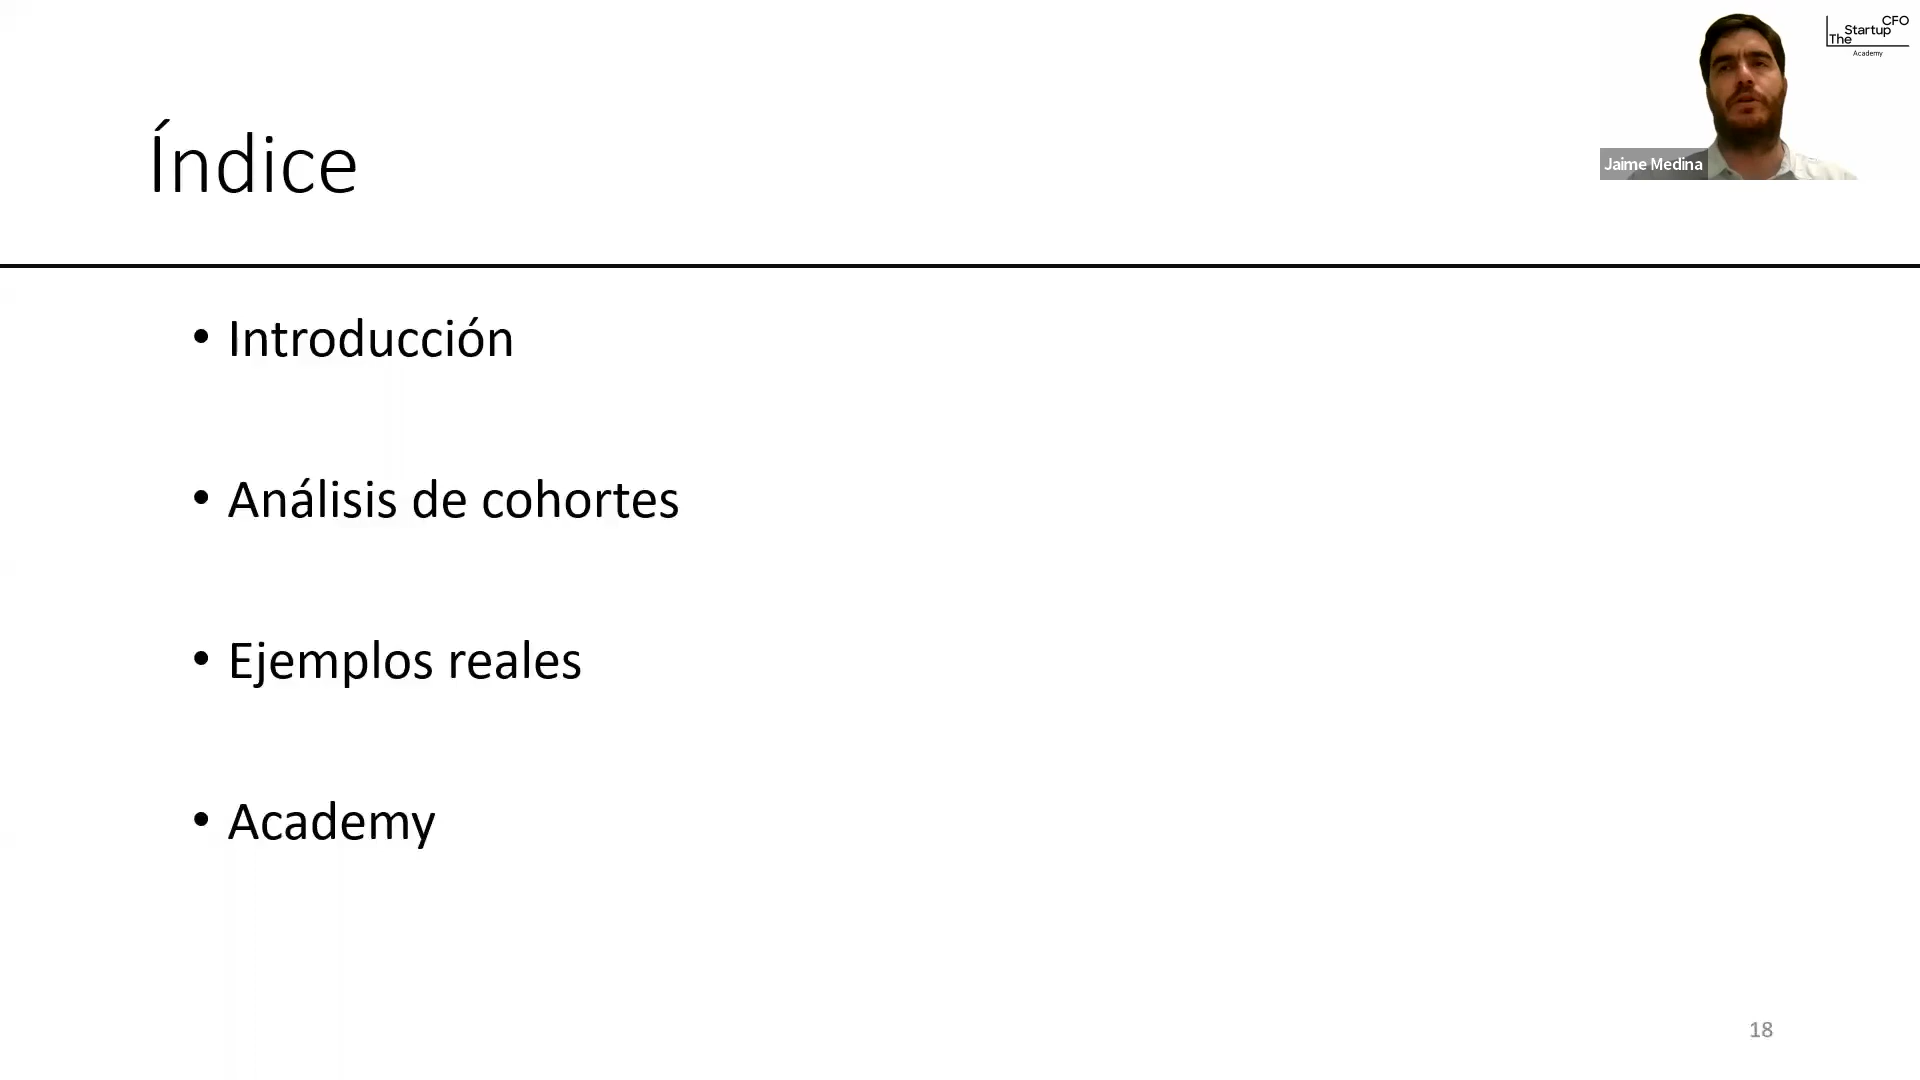 The Startup CFO
Academy
Jaime Medina
Índice
• Introducción
• Análisis de cohortes
• Ejemplos reales
• Academy
18